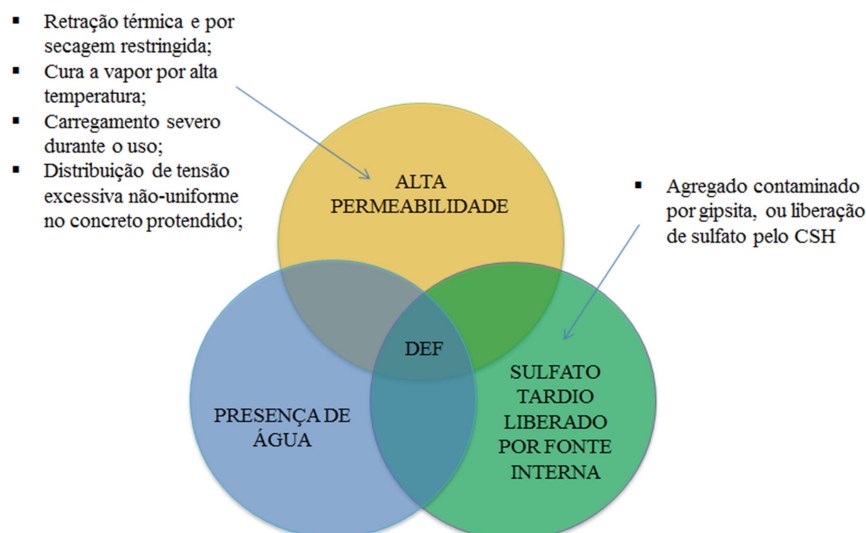 ▪ Retração térmica e por
secagem restringida;
▪ Cura a vapor por alta
temperatura;
▪ Carregamento severo
durante o uso;
▪ Distribuição de tensão
excessiva não-uniforme
no concreto protendido;
ALTA
PERMEABILIDADE
▪ Agregado contaminado
por gipsita, ou liberação
de sulfato pelo CSH
DEF
PRESENÇA DE
ÁGUA
SULFATO
TARDIO
LIBERADO
POR FONTE
INTERNA